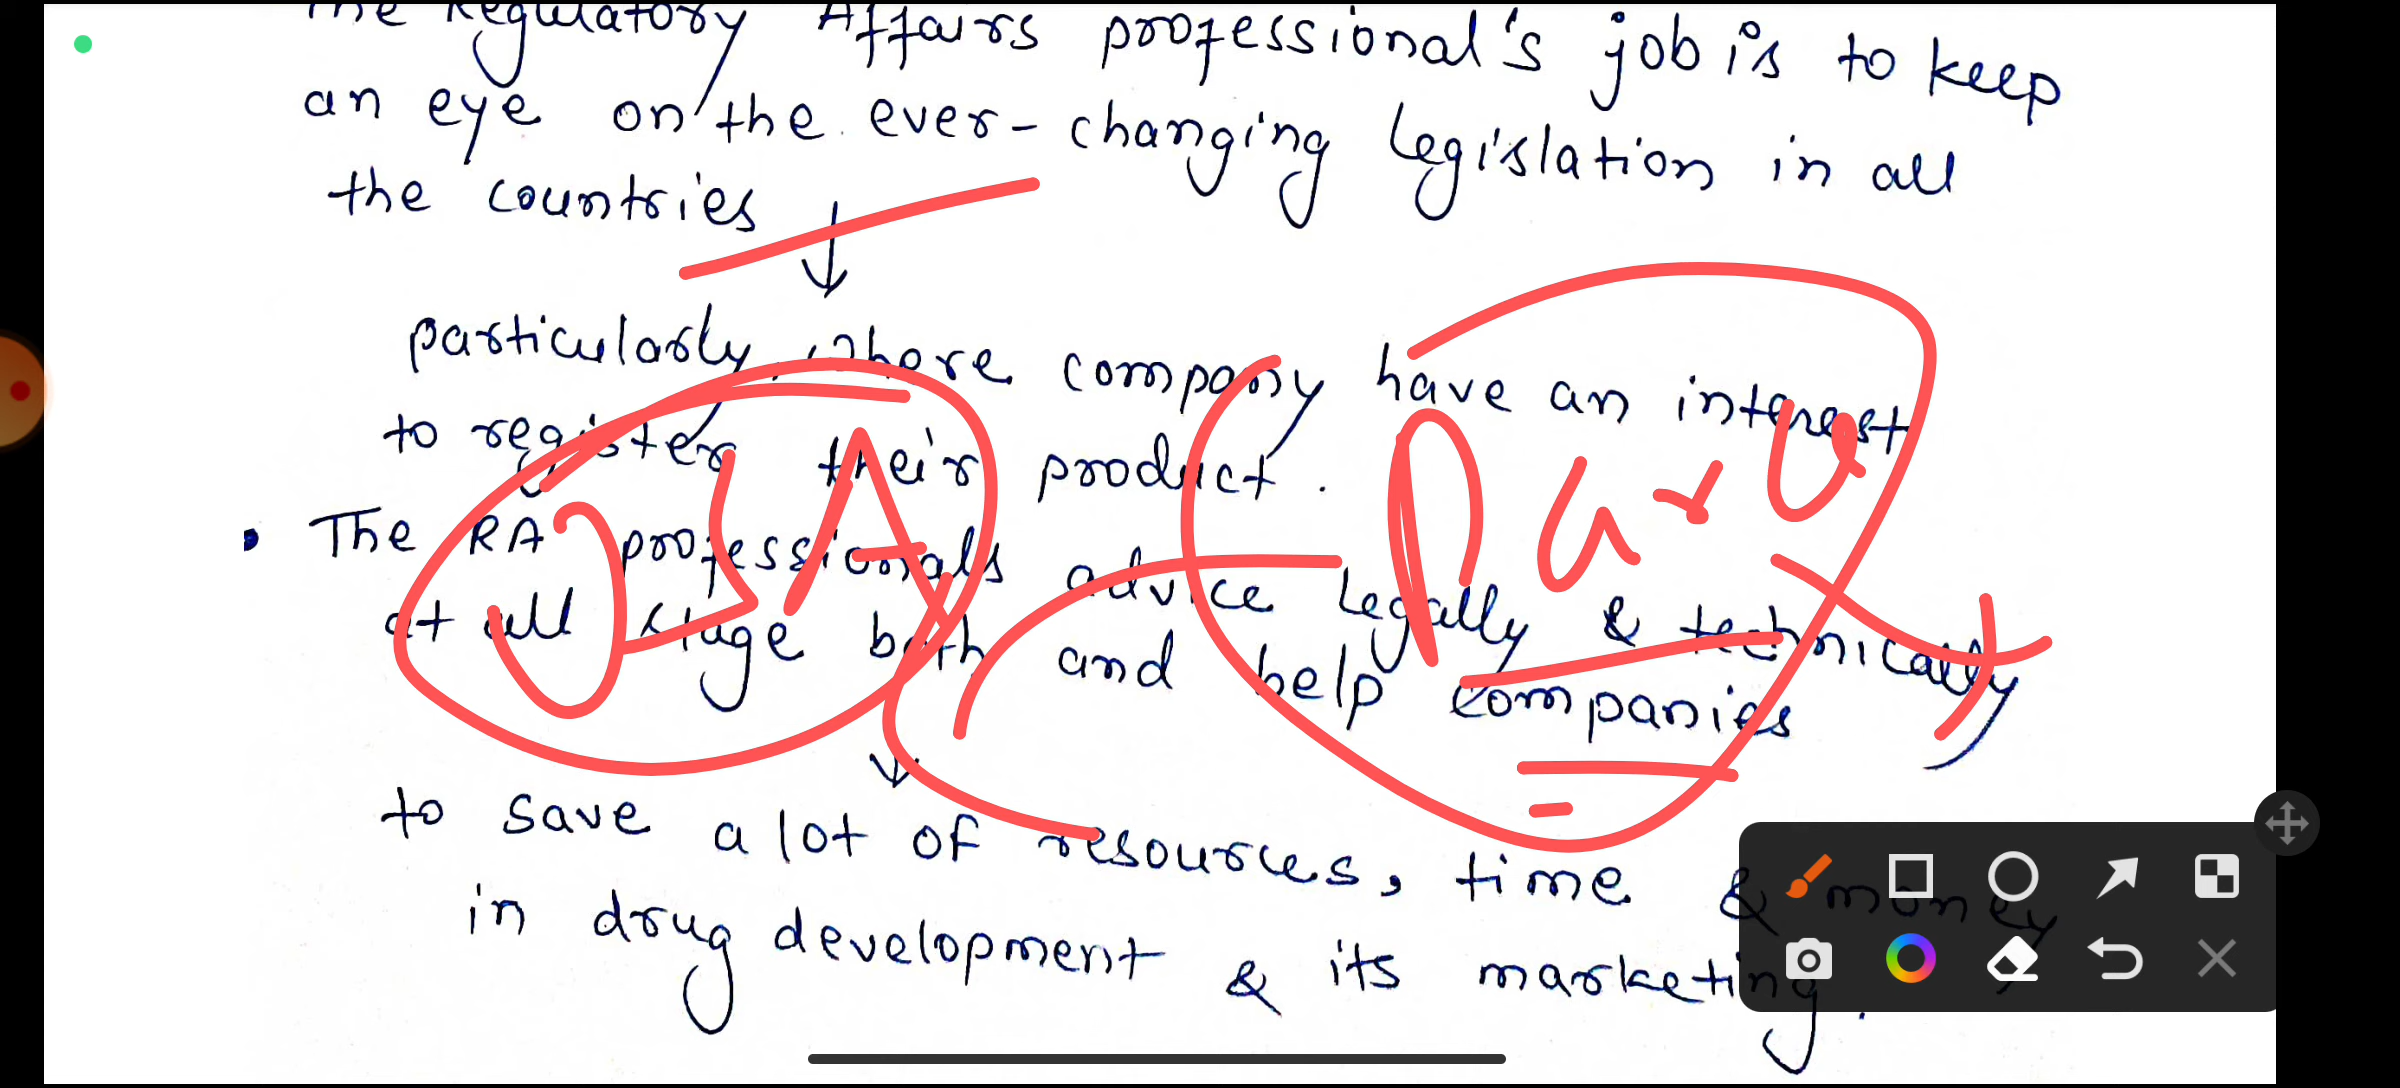 The Regulatory Affairs professional's job is to keep
an eye on the ever-changing legislation in all
the countries
↓
particularly where company have an interest
to register their product.
• The RA professionals advice Legally & technically
at all stage both and help companies
↓
to save a lot of resources, time & money
in drug development & its marketing.